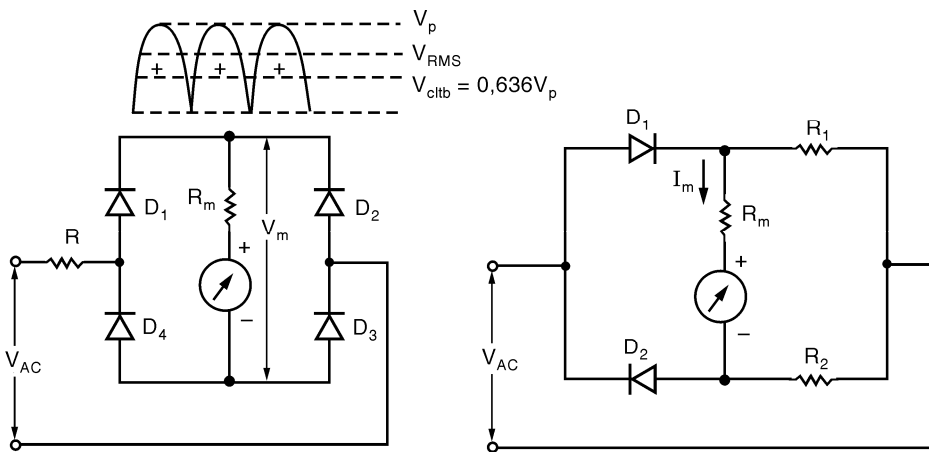 V_p
V_RMS
V_cltb = 0,636V_p
+ + +
R_m
D_1
D_2
V_m
R
+
−
D_4
D_3
V_AC
D_1
R_1
I_m
R_m
+
−
V_AC
D_2
R_2